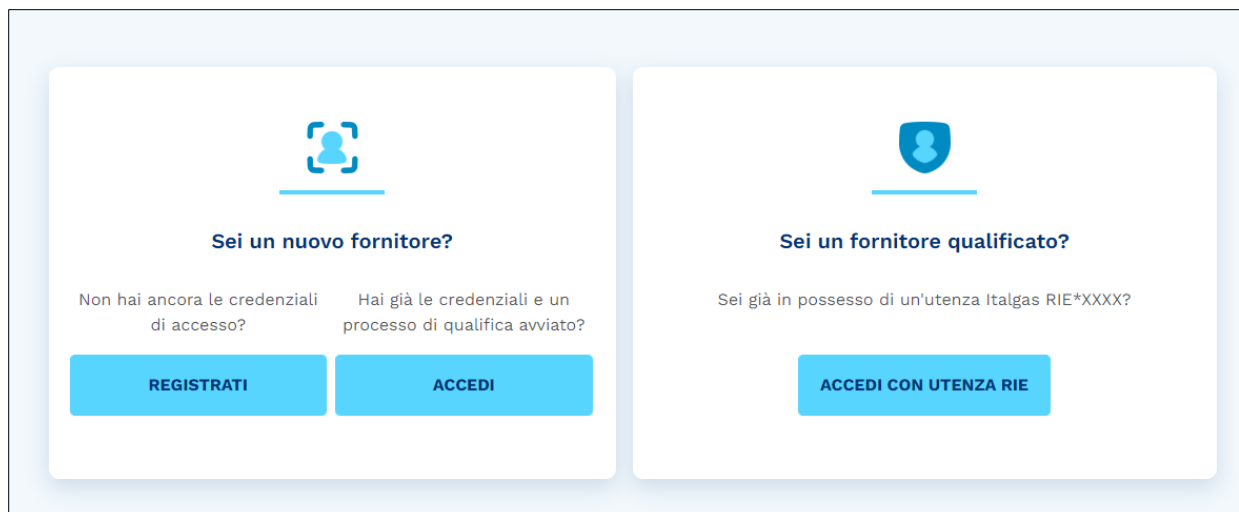 Sei un nuovo fornitore?
Non hai ancora le credenziali
di accesso?
Hai già le credenziali e un
processo di qualifica avviato?
REGISTRATI
ACCEDI
Sei un fornitore qualificato?
Sei già in possesso di un'utenza Italgas RIE*XXXX?
ACCEDI CON UTENZA RIE